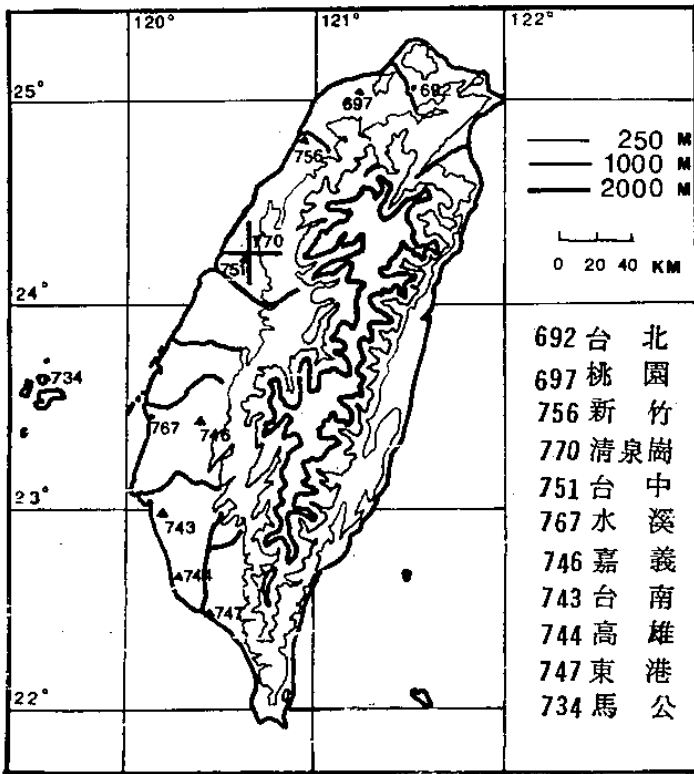 120° 121° 122°
25°
697
692
756
250 M
1000 M
2000 M
770
751
0 20 40 KM
24°
734
767
746
23°
743
744
747
22°
692 台 北
697 桃 園
756 新 竹
770 清泉崗
751 台 中
767 水 溪
746 嘉 義
743 台 南
744 高 雄
747 東 港
734 馬 公